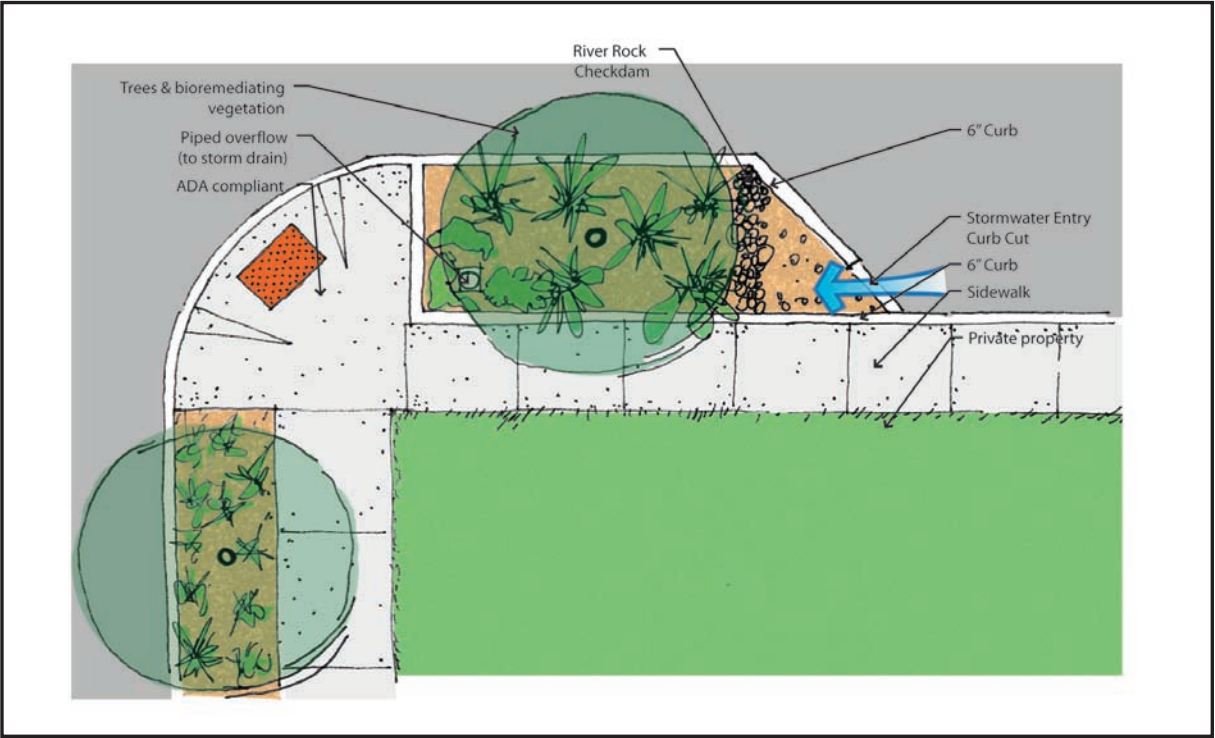 River Rock
Checkdam
Trees & bioremediating
vegetation
Piped overflow
(to storm drain)
ADA compliant
6” Curb
Stormwater Entry
Curb Cut
6” Curb
Sidewalk
Private property